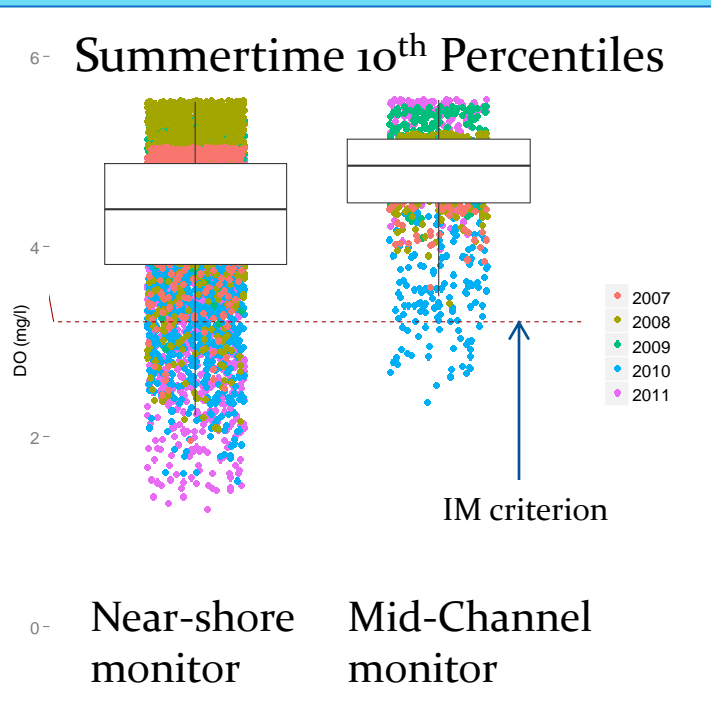 Summertime 10th Percentiles
6
4
2
0
DO (mg/l)
2007
2008
2009
2010
2011
IM criterion
Near-shore
monitor
Mid-Channel
monitor